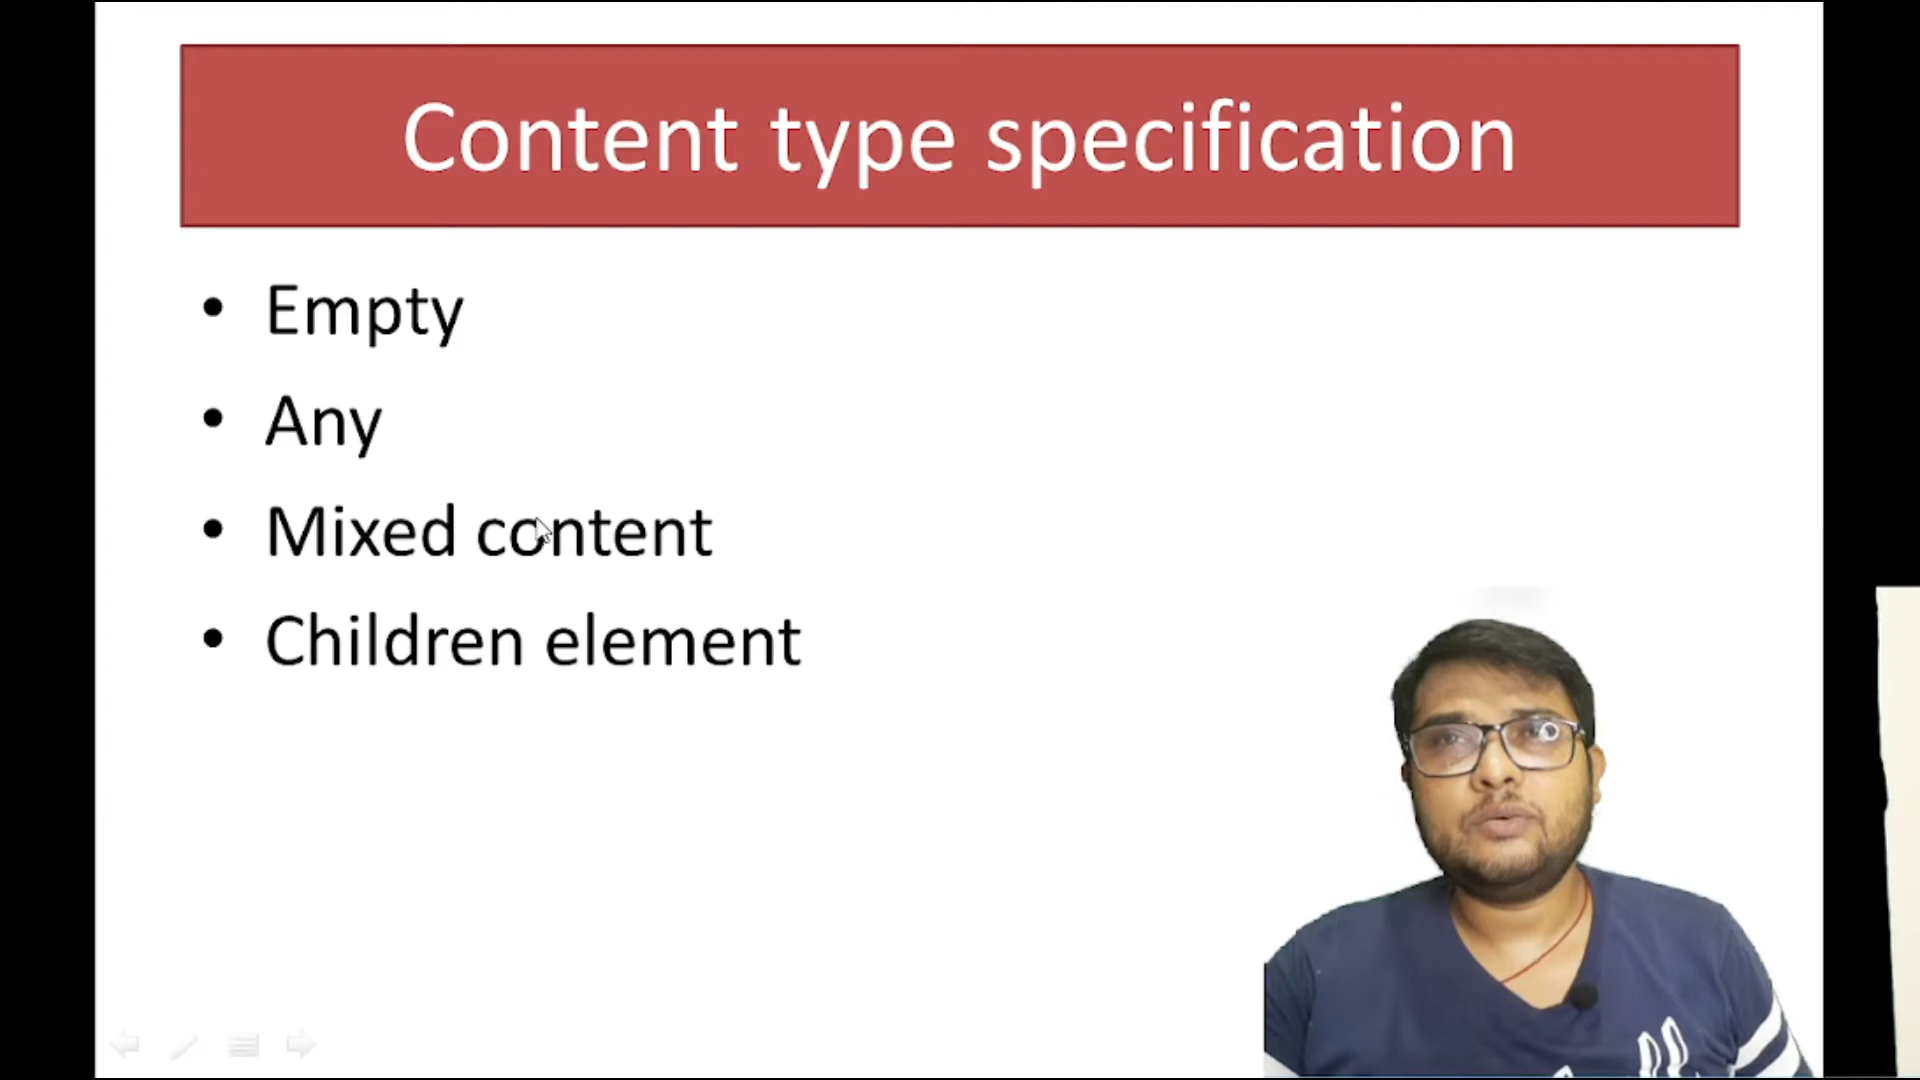 Content type specification
• Empty
• Any
• Mixed content
• Children element